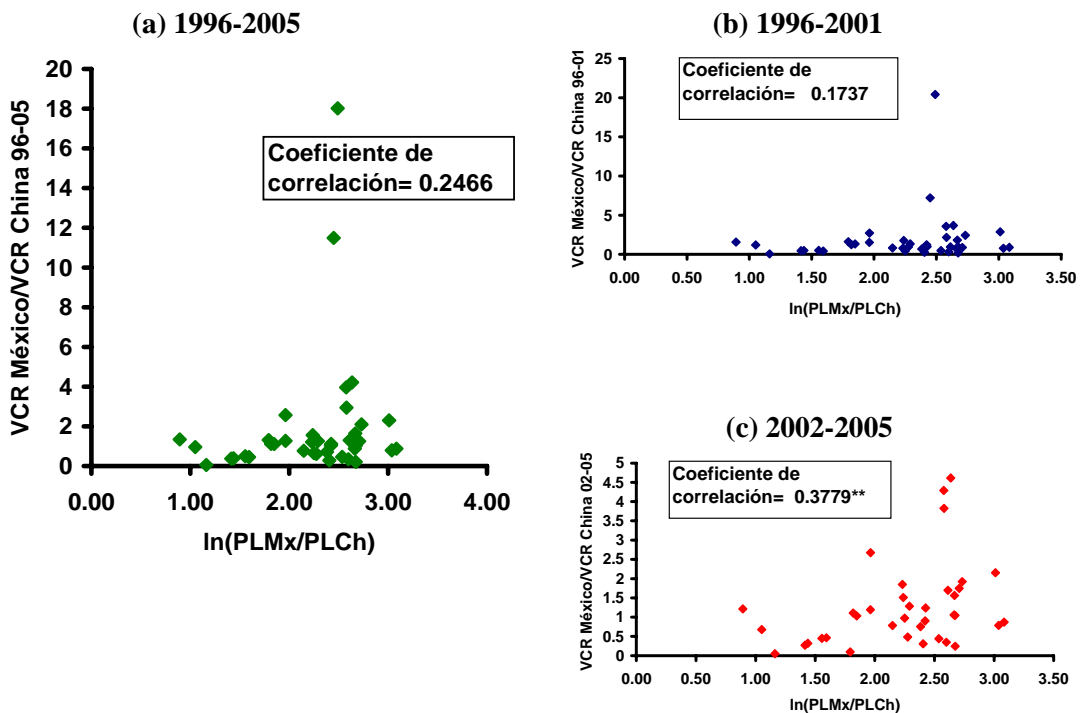 (a) 1996-2005
VCR México/VCR China 96-05
20
18
16
14
12
10
8
6
4
2
0
0.00 1.00 2.00 3.00 4.00
ln(PLMx/PLCh)
Coeficiente de
correlación= 0.2466
(b) 1996-2001
VCR México/VCR China 96-01
25
20
15
10
5
0
0.00 0.50 1.00 1.50 2.00 2.50 3.00 3.50
ln(PLMx/PLCh)
Coeficiente de
correlación= 0.1737
(c) 2002-2005
VCR México/VCR China 02-05
5
4.5
4
3.5
3
2.5
2
1.5
1
0.5
0
0.00 0.50 1.00 1.50 2.00 2.50 3.00 3.50
ln(PLMx/PLCh)
Coeficiente de
correlación= 0.3779**